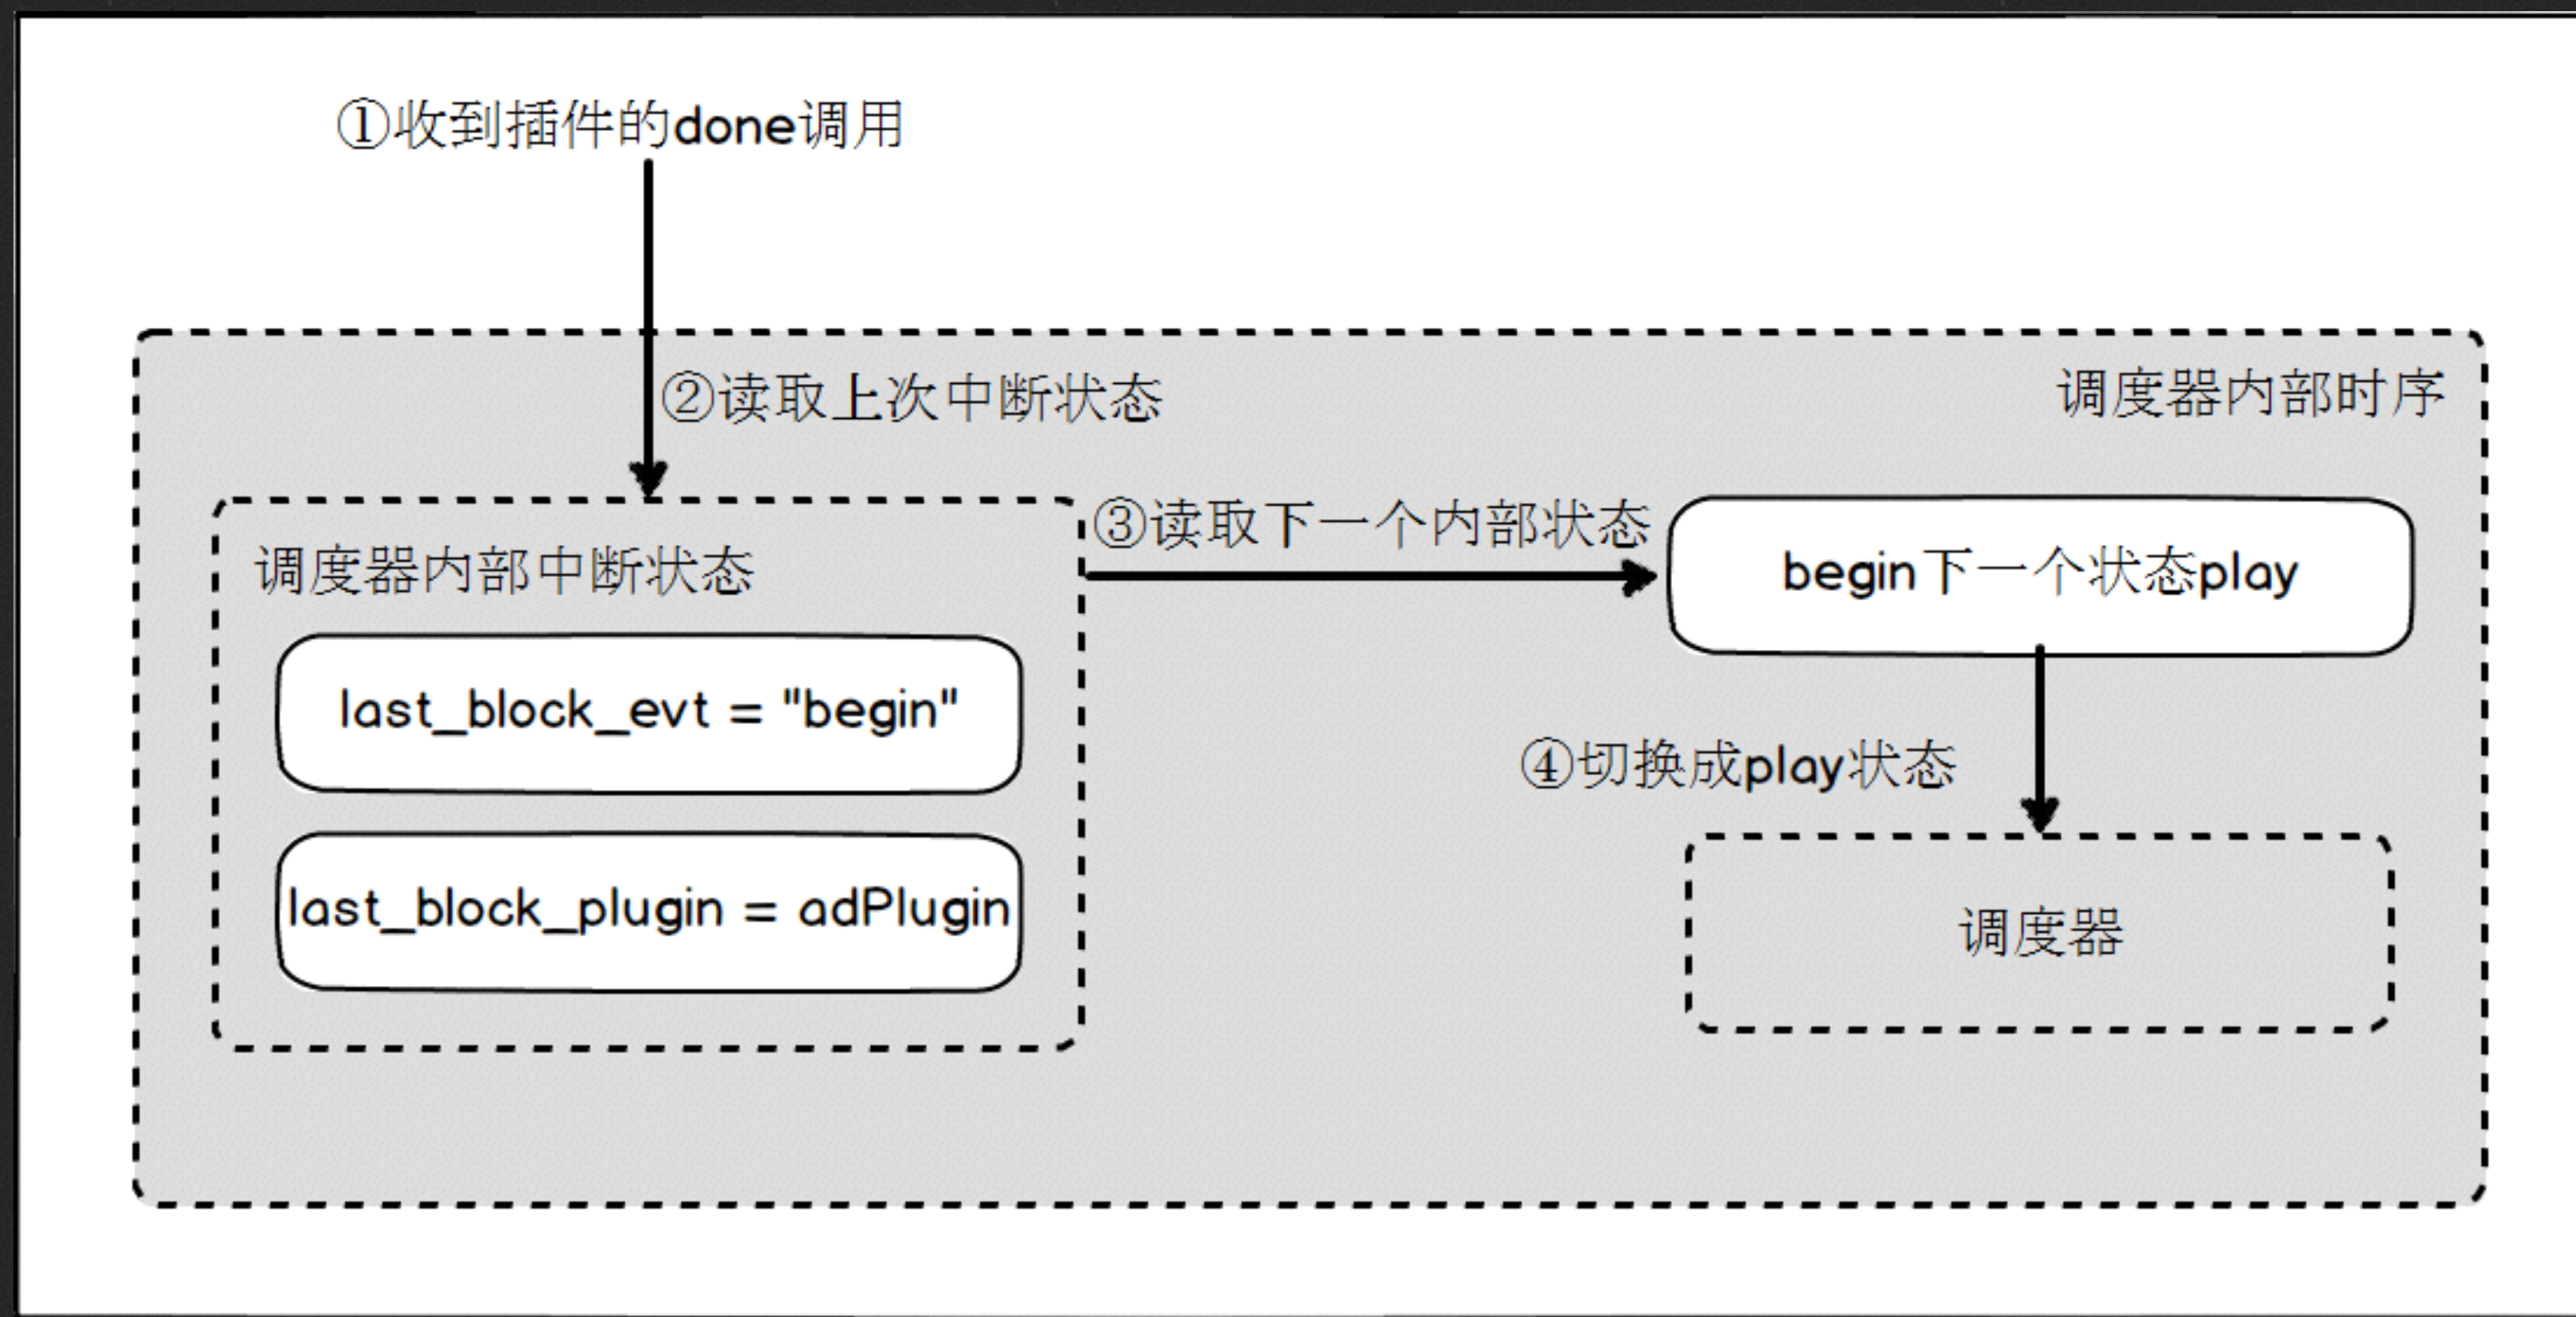 ①收到插件的done调用
②读取上次中断状态
调度器内部时序
③读取下一个内部状态
调度器内部中断状态
begin下一个状态play
last_block_evt = "begin"
④切换成play状态
last_block_plugin = adPlugin
调度器